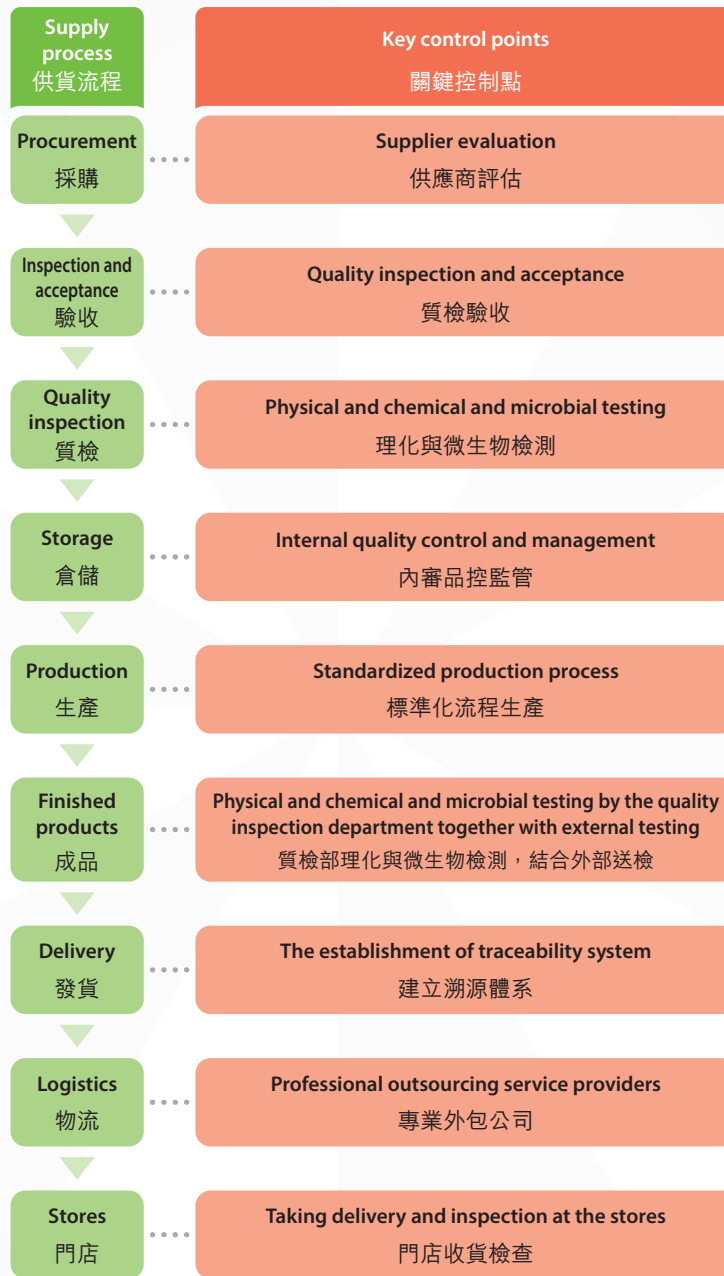 Supply
process
供貨流程
Key control points
關鍵控制點
Procurement
採購
Supplier evaluation
供應商評估
Inspection and
acceptance
驗收
Quality inspection and acceptance
質檢驗收
Quality
inspection
質檢
Physical and chemical and microbial testing
理化與微生物檢測
Storage
倉儲
Internal quality control and management
內審品控監管
Production
生產
Standardized production process
標準化流程生產
Finished
products
成品
Physical and chemical and microbial testing by the quality
inspection department together with external testing
質檢部理化與微生物檢測，結合外部送檢
Delivery
發貨
The establishment of traceability system
建立溯源體系
Logistics
物流
Professional outsourcing service providers
專業外包公司
Stores
門店
Taking delivery and inspection at the stores
門店收貨檢查